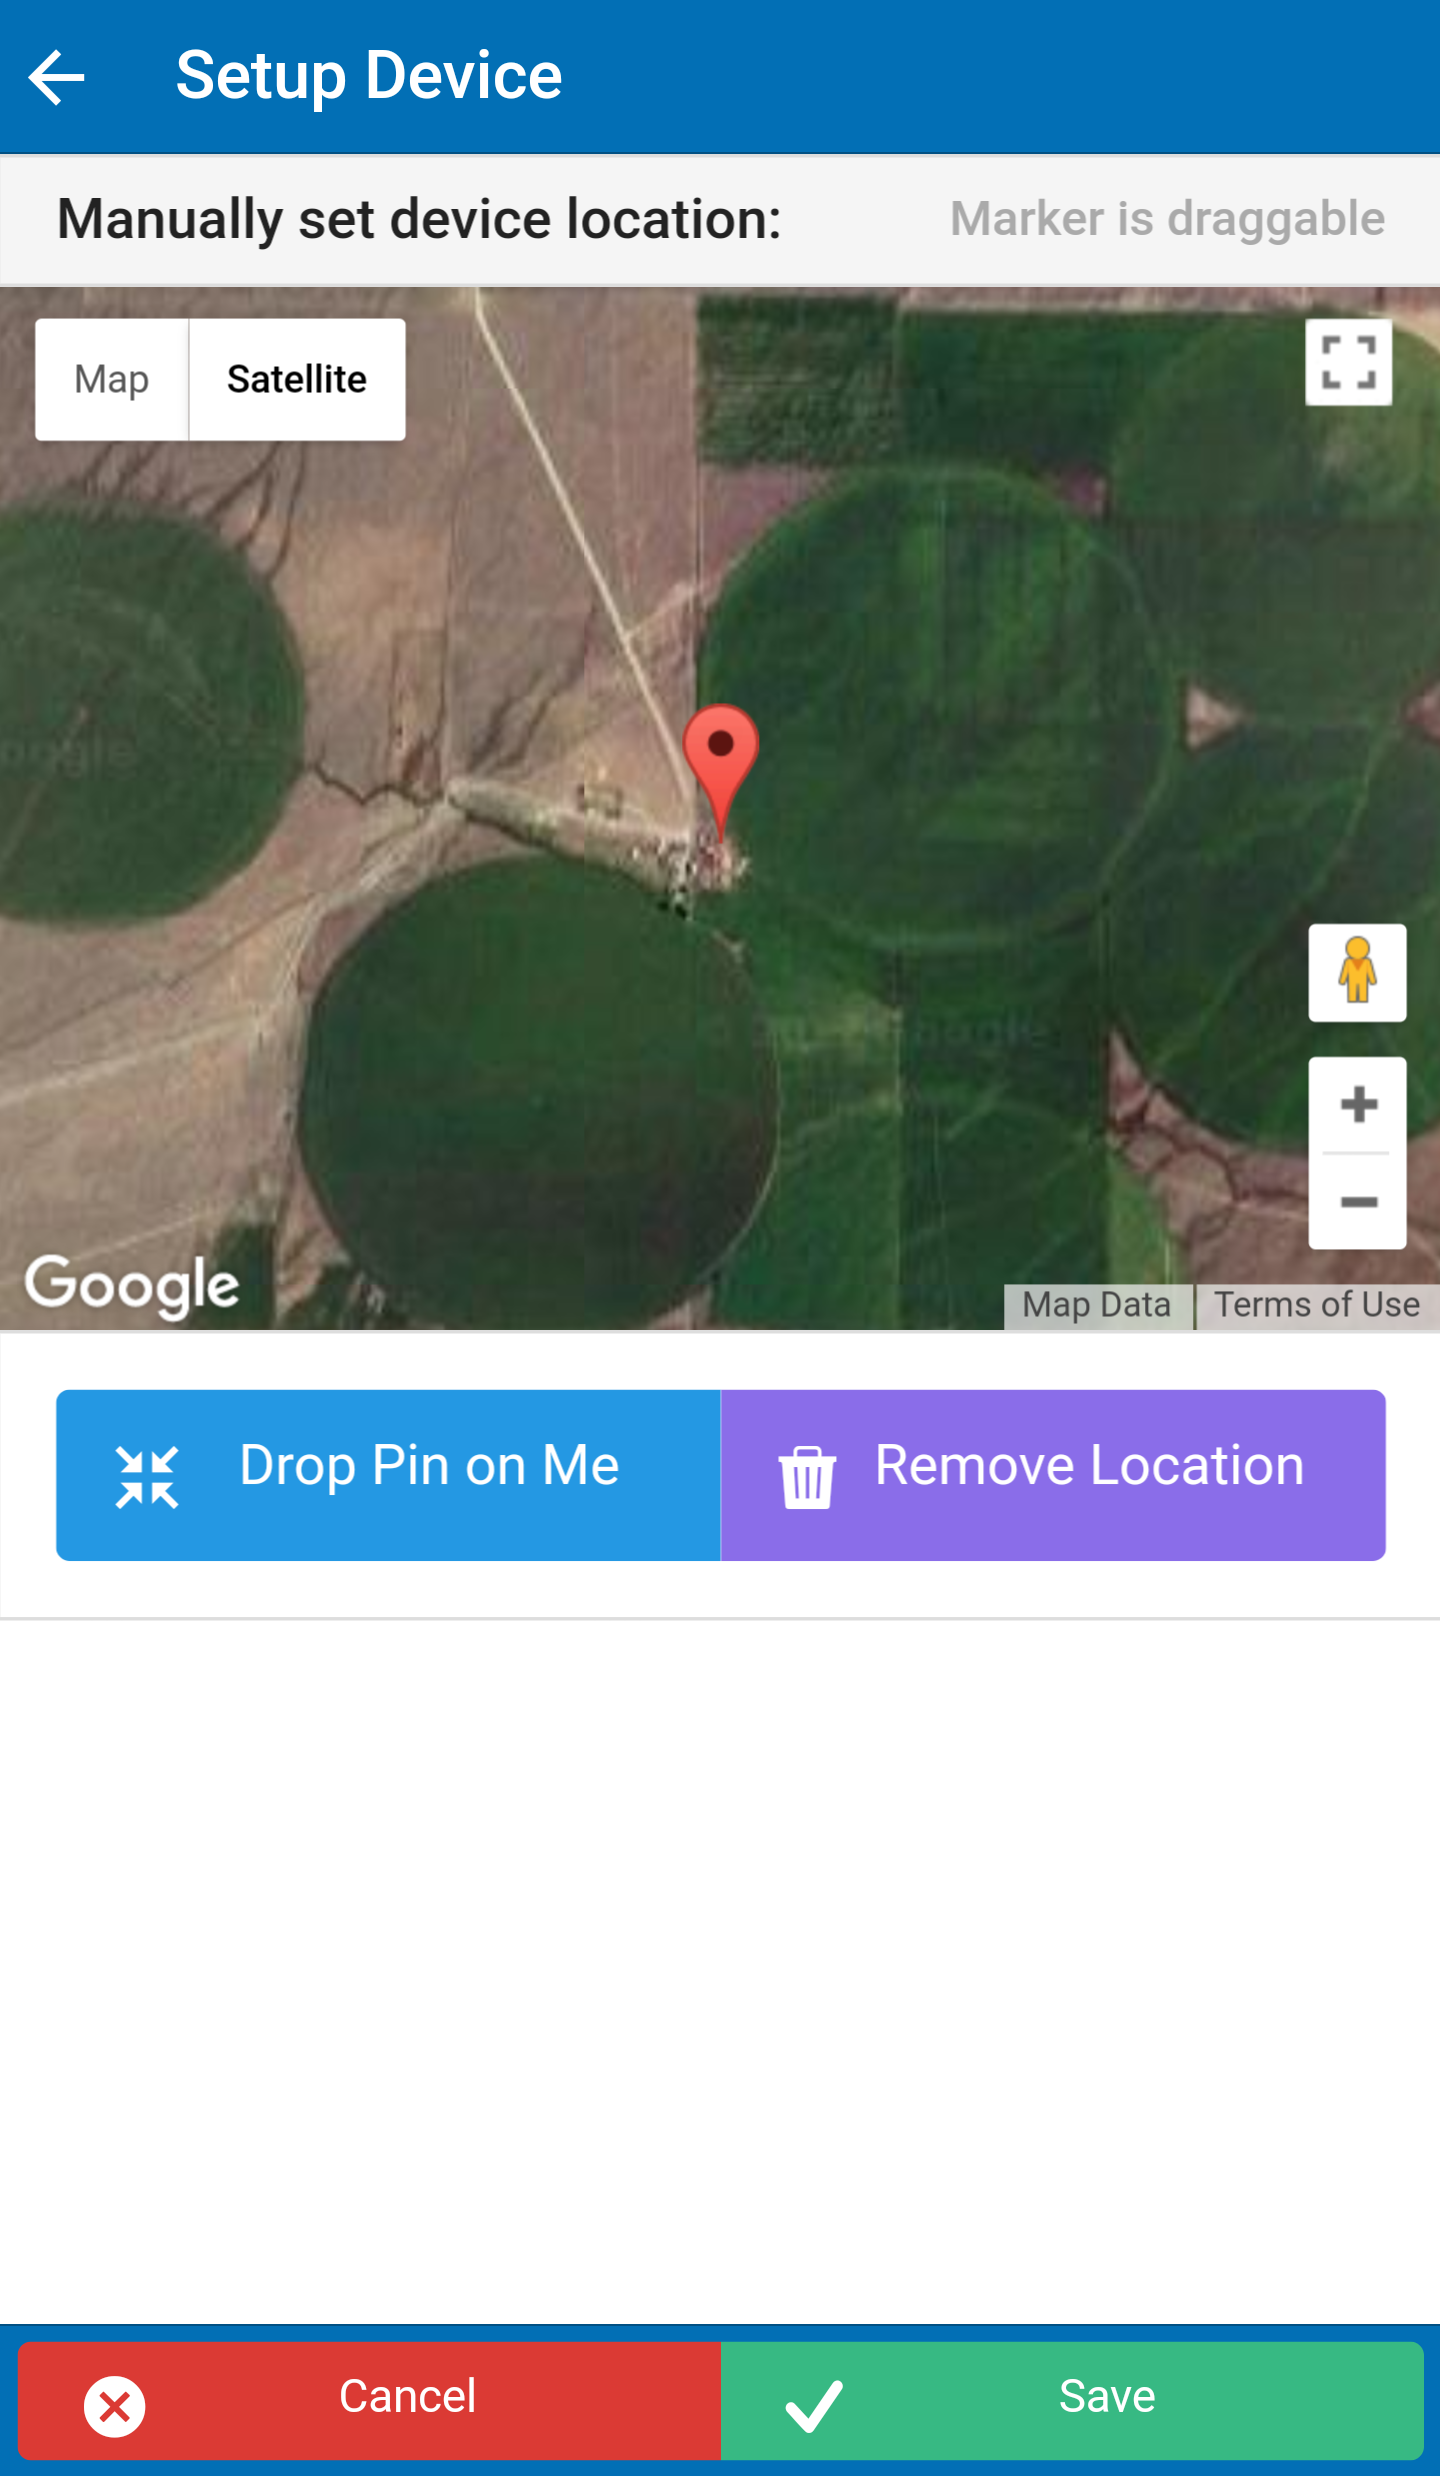 Setup Device
Manually set device location:
Marker is draggable
Map
Satellite
Google
Map Data
Terms of Use
Drop Pin on Me
Remove Location
Cancel
Save